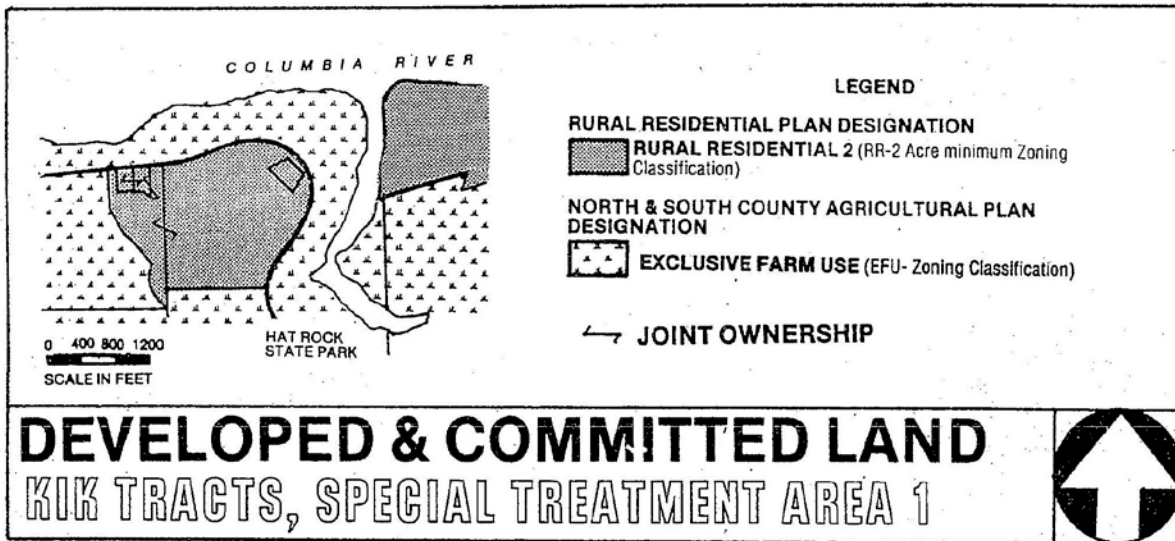 COLUMBIA RIVER
HAT ROCK
STATE PARK
0 400 800 1200
SCALE IN FEET
LEGEND
RURAL RESIDENTIAL PLAN DESIGNATION
RURAL RESIDENTIAL 2 (RR-2 Acre minimum Zoning
Classification)
NORTH & SOUTH COUNTY AGRICULTURAL PLAN
DESIGNATION
EXCLUSIVE FARM USE (EFU- Zoning Classification)
JOINT OWNERSHIP
DEVELOPED & COMMITTED LAND
KIK TRACTS, SPECIAL TREATMENT AREA 1